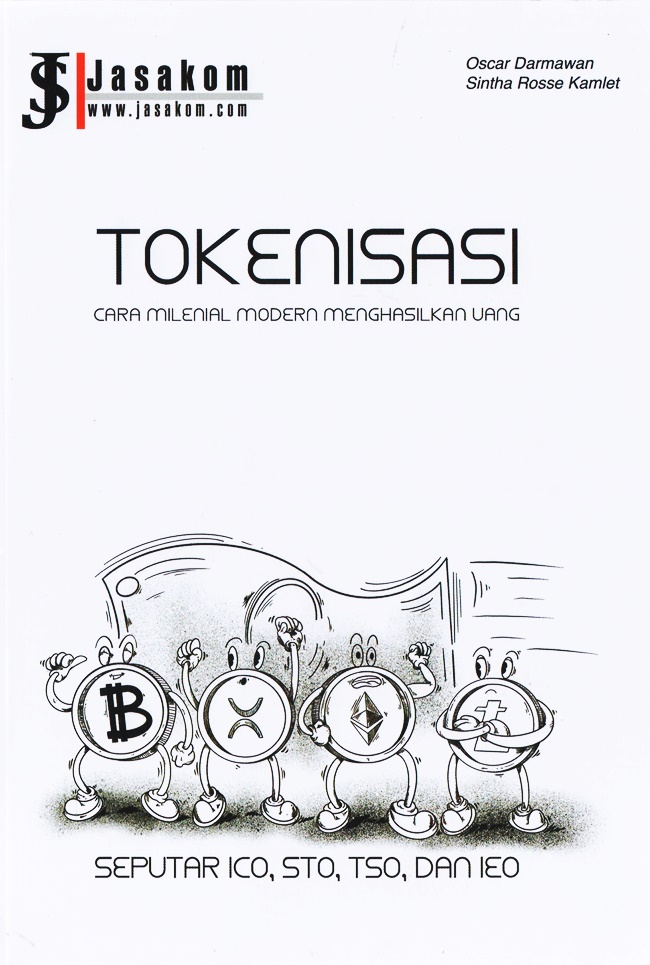 JS
Jasakom
www.jasakom.com
Oscar Darmawan
Sintha Rosse Kamlet
TOKENISASI
CARA MILENIAL MODERN MENGHASILKAN UANG
SEPUTAR ICO, STO, TSO, DAN IEO